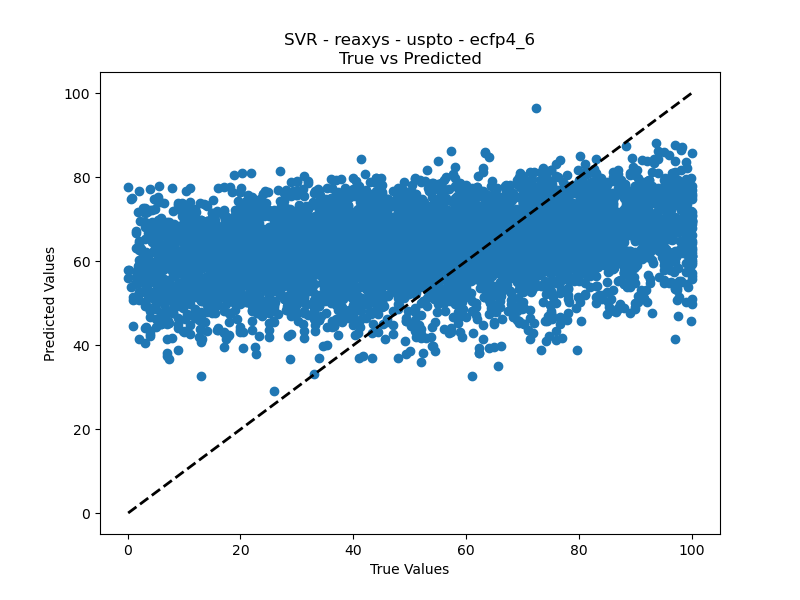 SVR - reaxys - uspto - ecfp4_6
True vs Predicted
100
80
60
40
20
0
Predicted Values
0 20 40 60 80 100
True Values